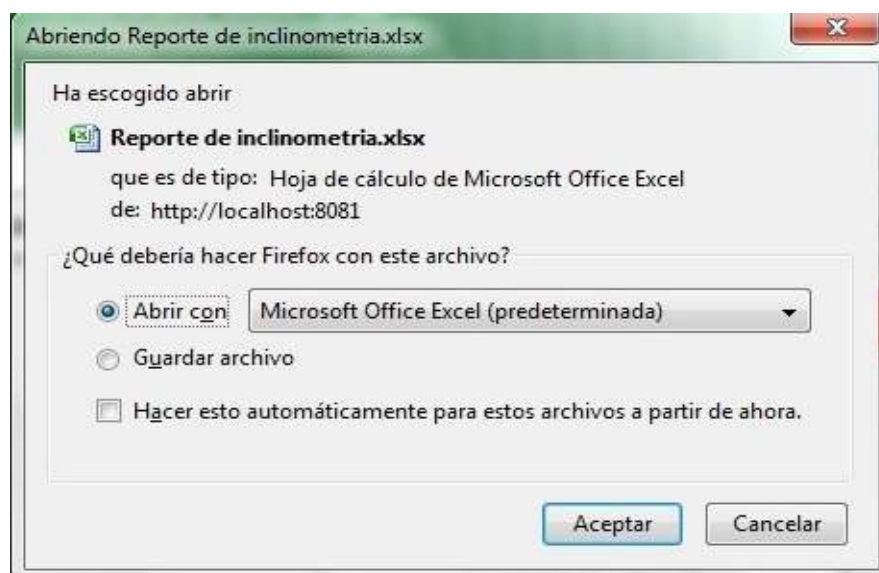 Abriendo Reporte de inclinometria.xlsx
Ha escogido abrir
Reporte de inclinometria.xlsx
que es de tipo: Hoja de cálculo de Microsoft Office Excel
de: http://localhost:8081
¿Qué debería hacer Firefox con este archivo?
Abrir con Microsoft Office Excel (predeterminada)
Guardar archivo
Hacer esto automáticamente para estos archivos a partir de ahora.
Aceptar Cancelar